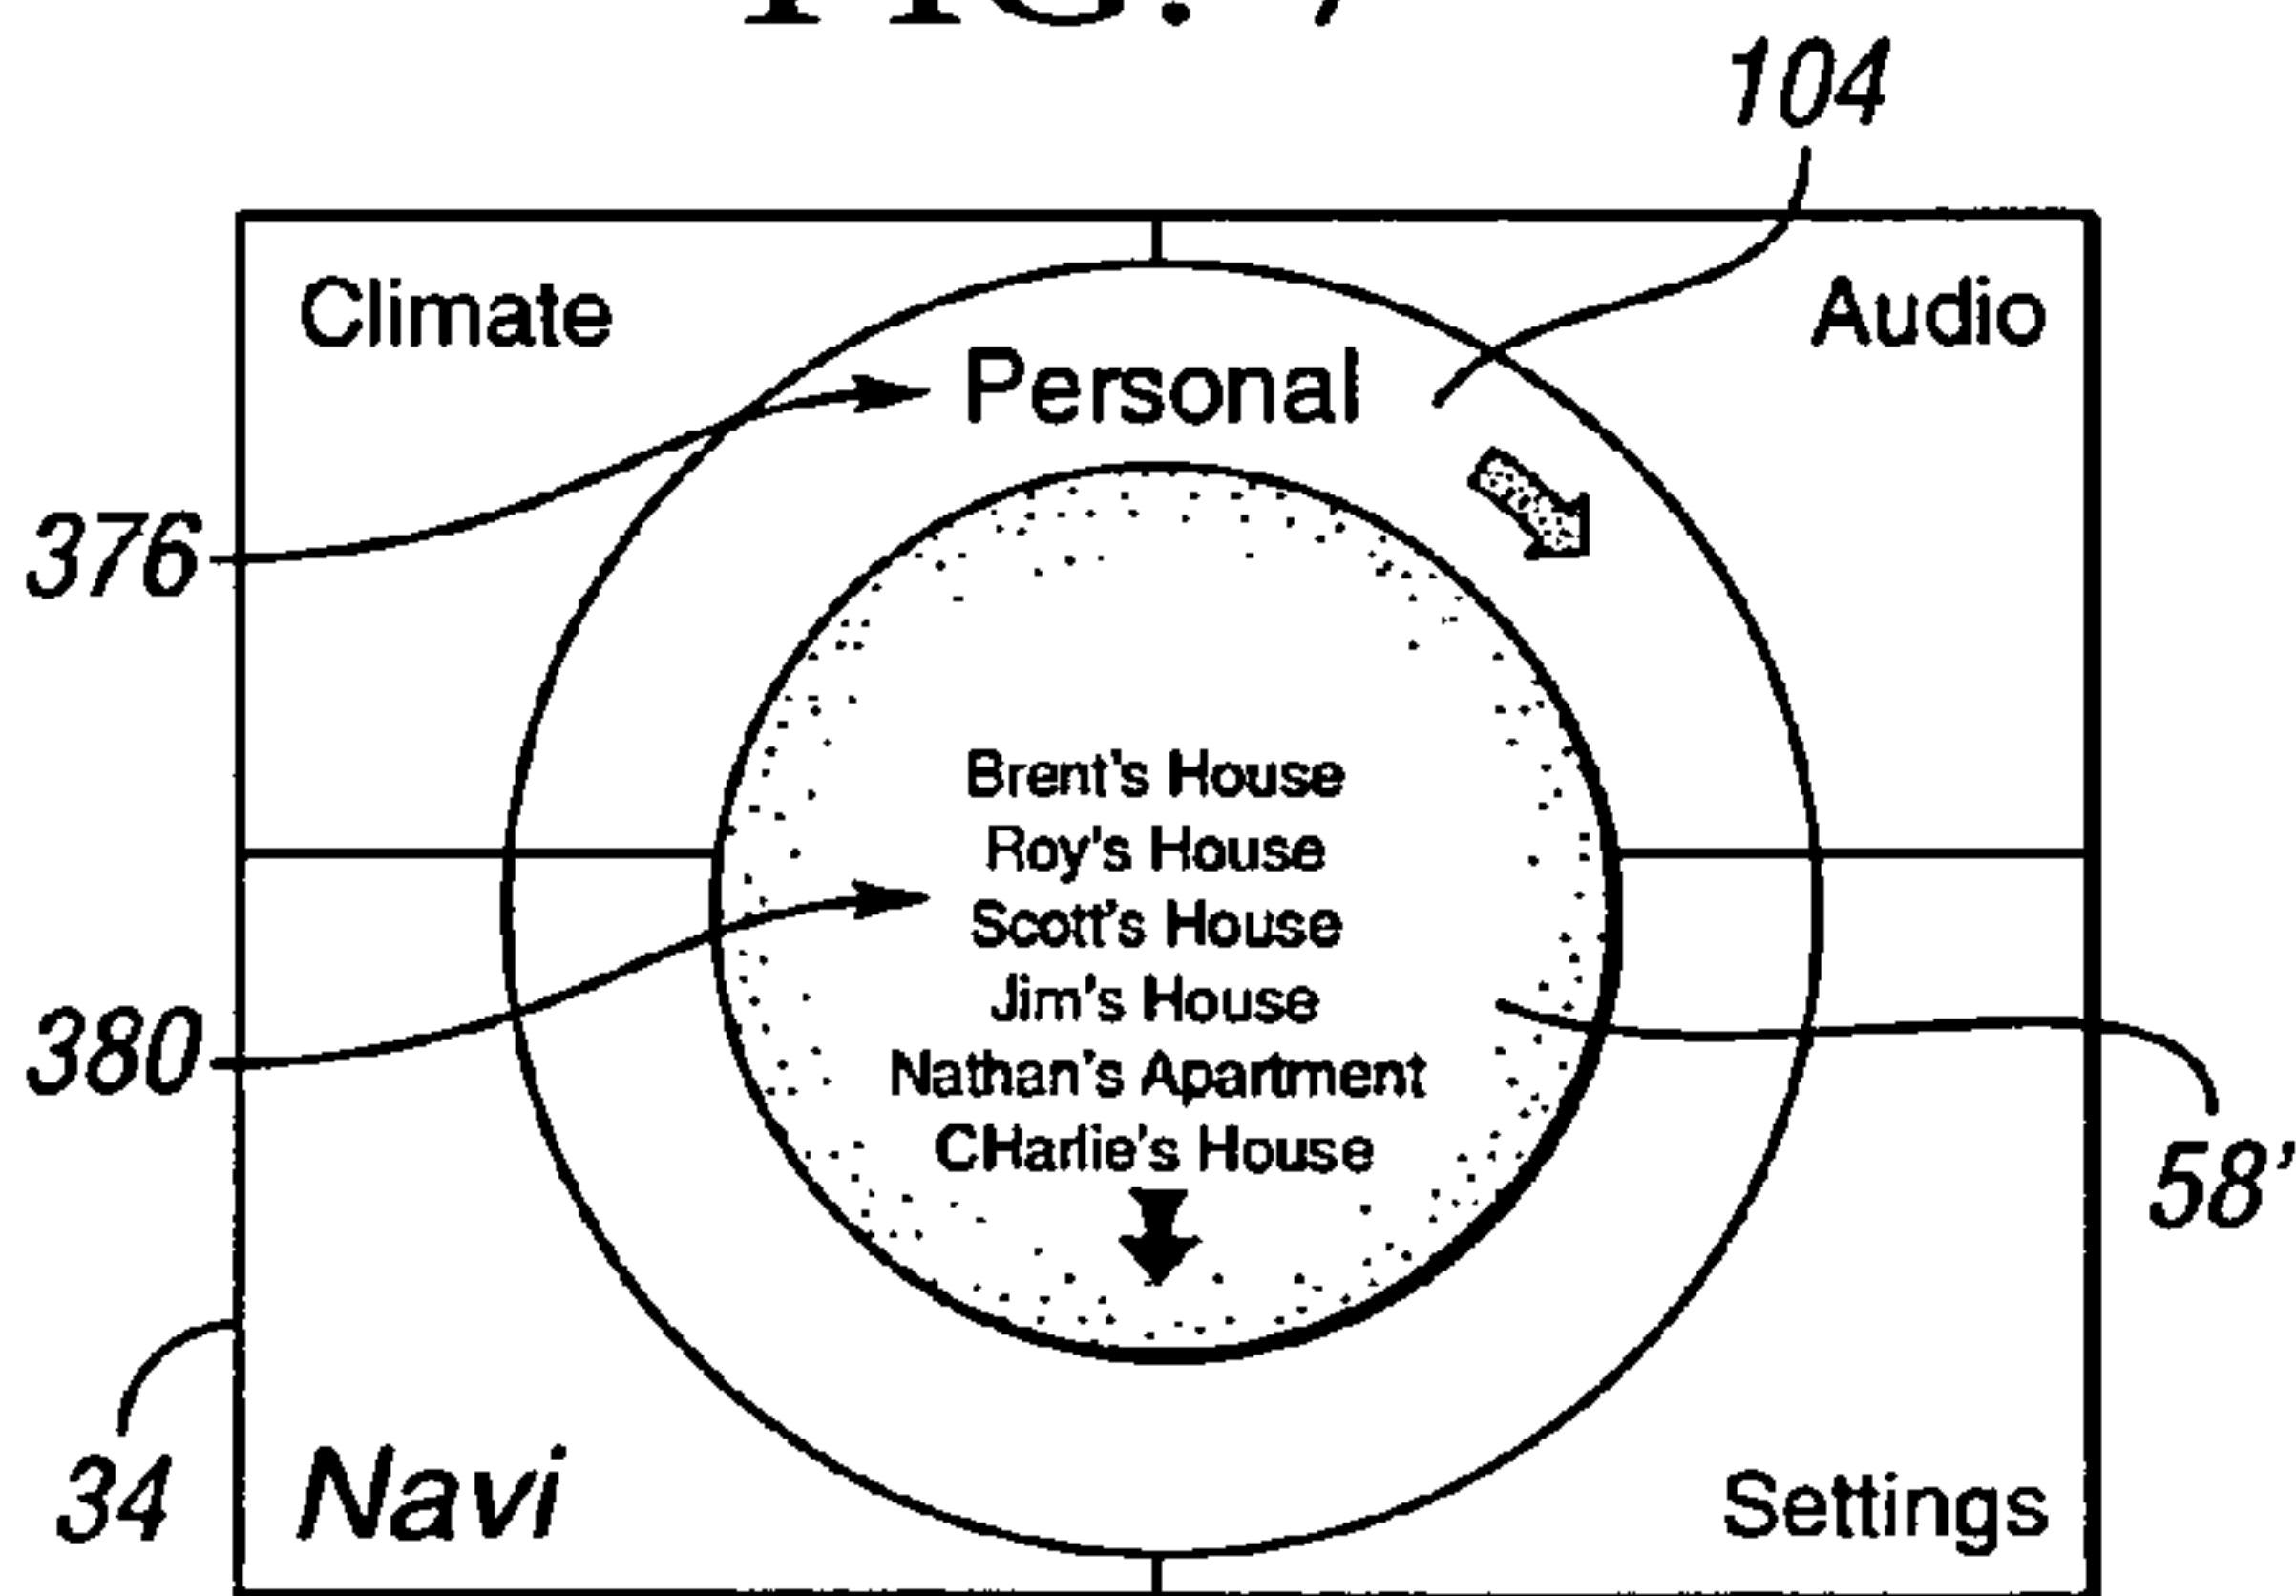 104
Climate
Audio
Personal
376
Brent's House
Roy's House
Scott's House
Jim's House
Nathan's Apartment
CHarlie's House
380
58'
34
Navi
Settings